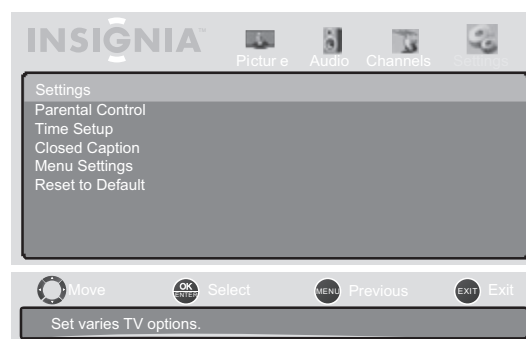 INSIGNIA™
Pictur e Audio Channels Settings
Settings
Parental Control
Time Setup
Closed Caption
Menu Settings
Reset to Default
Move OK ENTER Select MENU Previous EXIT Exit
Set varies TV options.